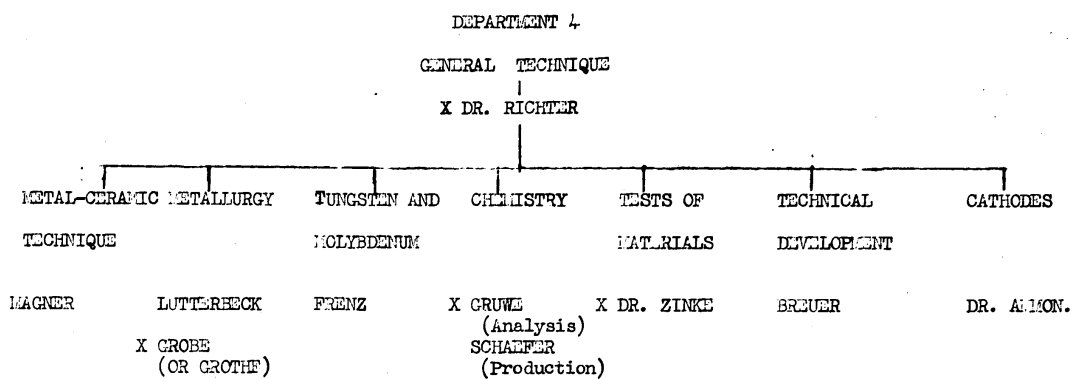 DEPARTMENT 4
GENERAL TECHNIQUE
X DR. RICHTER
METAL-CERAMIC METALLURGY TUNGSTEN AND CHEMISTRY TESTS OF TECHNICAL CATHODES
TECHNIQUE MOLYBDENUM MATERIALS DEVELOPMENT
MAGNER LUTTERBECK FRENZ X GRUWE X DR. ZINKE BREUER DR. ALMON.
(Analysis)
X GROBE SCHAEFER
(OR GROTHF) (Production)